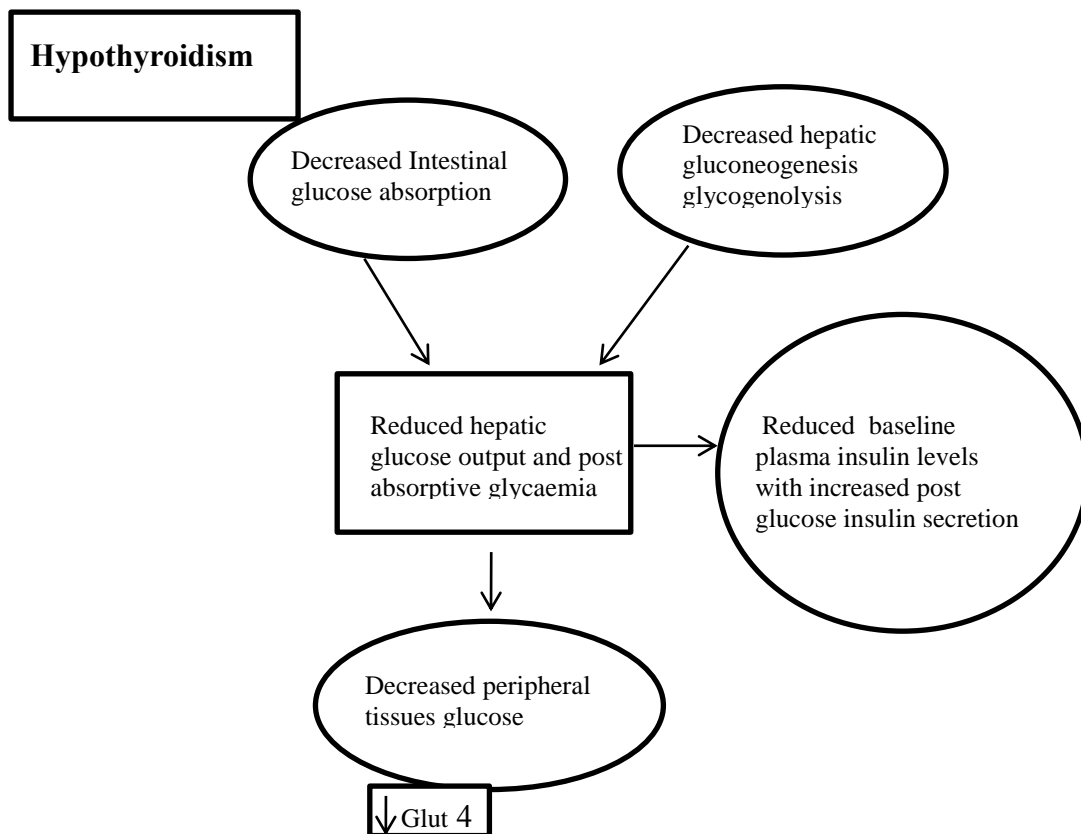 Hypothyroidism
Decreased Intestinal
glucose absorption
Decreased hepatic
gluconeogenesis
glycogenolysis
Reduced hepatic
glucose output and post
absorptive glycaemia
Reduced baseline
plasma insulin levels
with increased post
glucose insulin secretion
Decreased peripheral
tissues glucose
↓ Glut 4